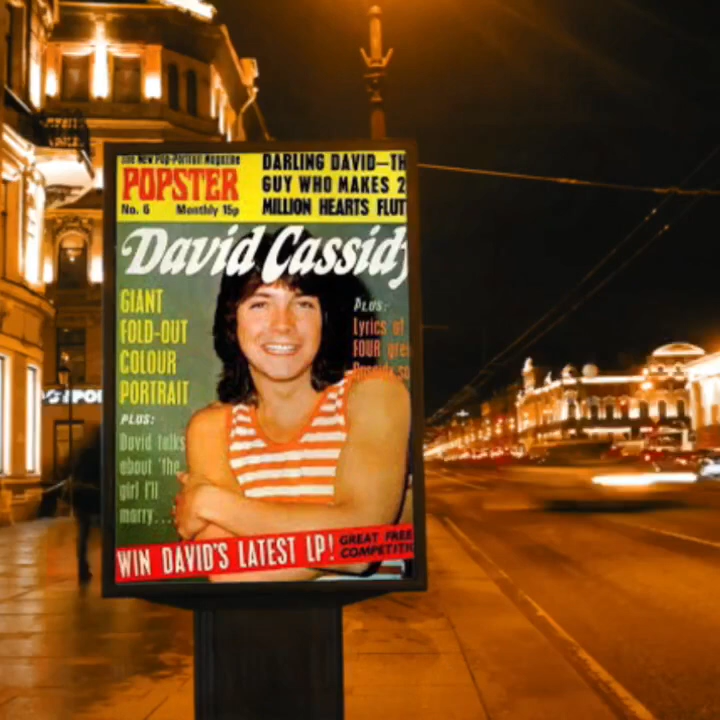 The New Pop-Portrait Magazine
POPSTER
No. 6 Monthly 15p
DARLING DAVID—TH
GUY WHO MAKES 2
MILLION HEARTS FLUT
David Cassidy
GIANT
FOLD-OUT
COLOUR
PORTRAIT
PLUS:
David talks
about 'the
girl I'll
marry....
PLUS:
Lyrics of
FOUR gre
WIN DAVID'S LATEST LP!
GREAT FREE
COMPETITI